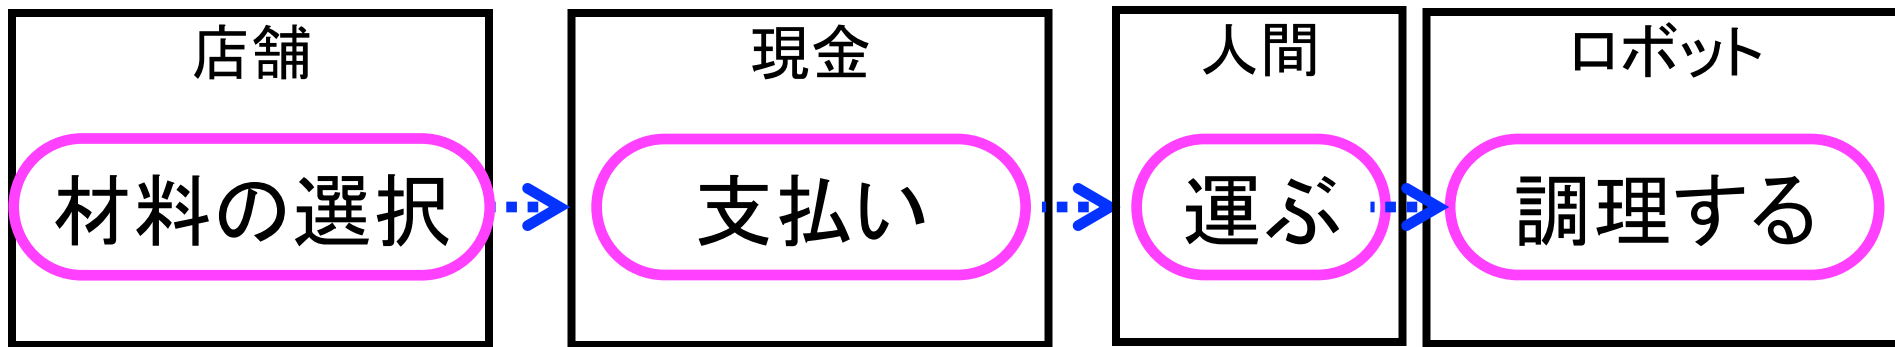 店舗
材料の選択
現金
支払い
人間
運ぶ
ロボット
調理する